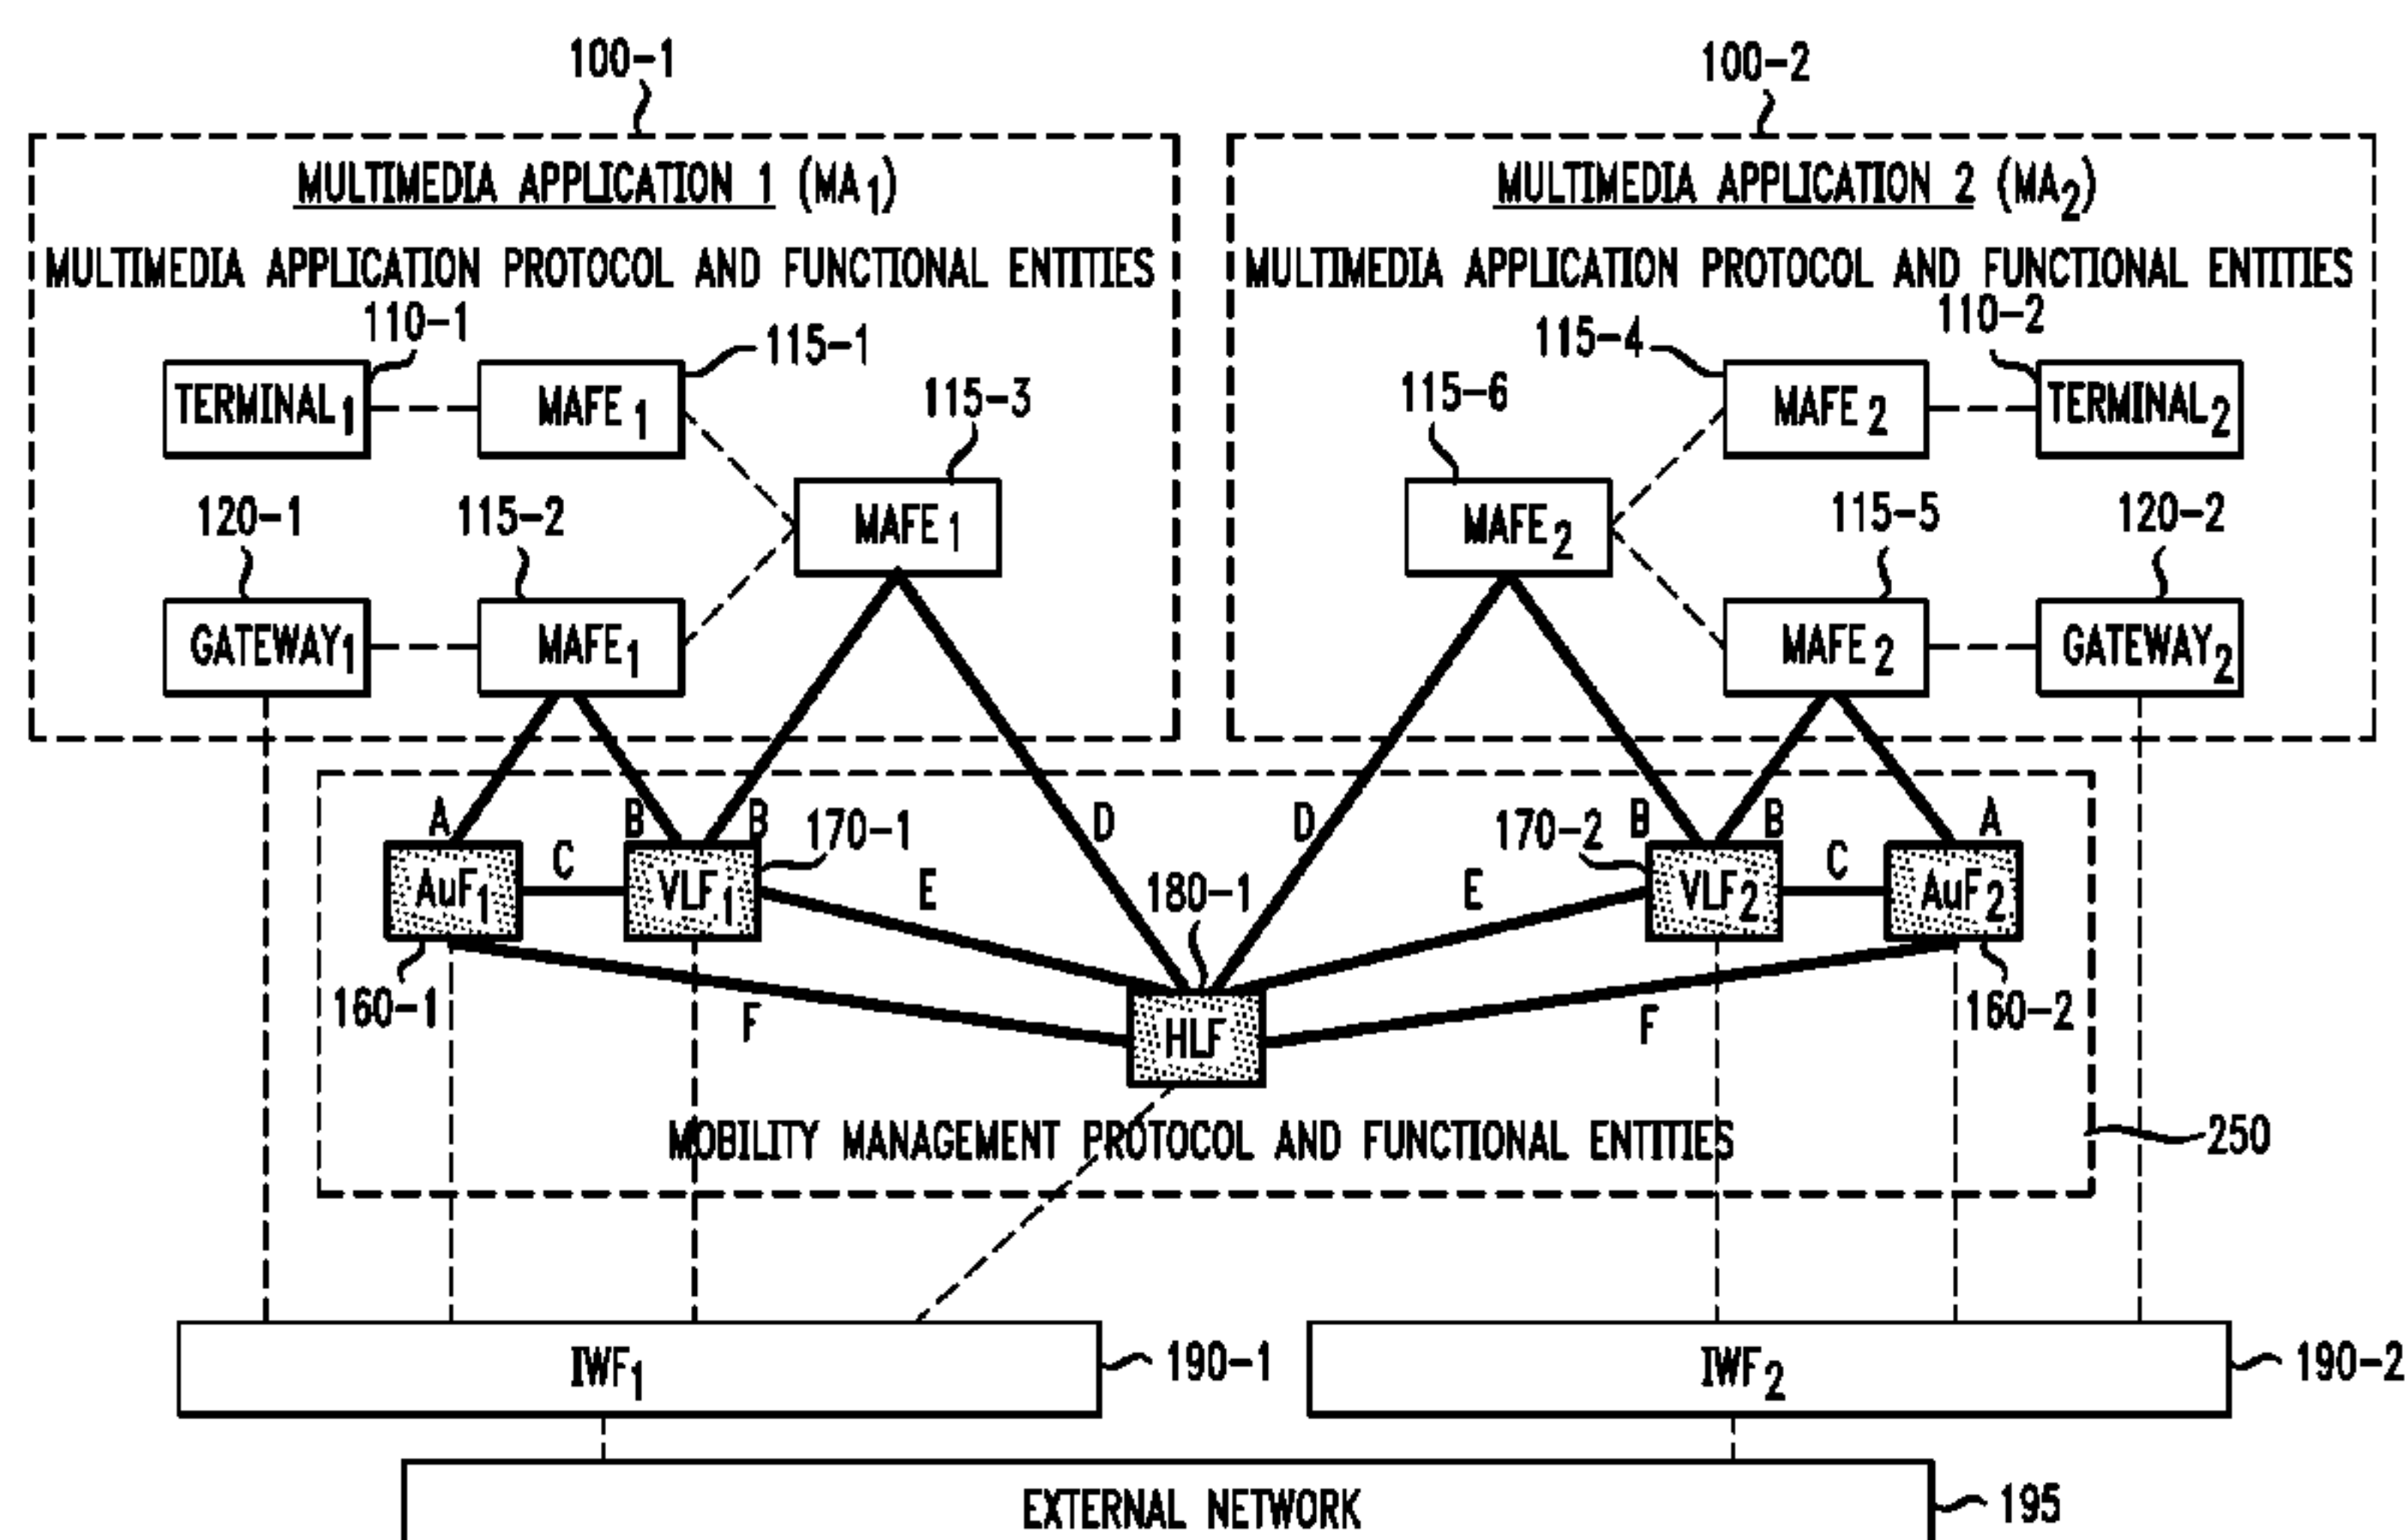 100-1
100-2
MULTIMEDIA APPLICATION 1 (MA1)
MULTIMEDIA APPLICATION 2 (MA2)
MULTIMEDIA APPLICATION PROTOCOL AND FUNCTIONAL ENTITIES
MULTIMEDIA APPLICATION PROTOCOL AND FUNCTIONAL ENTITIES
110-1
115-1
115-4
110-2
TERMINAL1
MAFE 1
115-3
115-6
MAFE 2
TERMINAL2
120-1
115-2
MAFE 1
MAFE 2
115-5
120-2
GATEWAY1
MAFE1
MAFE 2
GATEWAY2
A
B
B
170-1
D
D
170-2
B
B
A
AuF1
C
VLF1
E
180-1
E
VLF2
C
AuF2
160-1
F
HLF
F
160-2
MOBILITY MANAGEMENT PROTOCOL AND FUNCTIONAL ENTITIES
250
IWF1
190-1
IWF2
190-2
EXTERNAL NETWORK
195